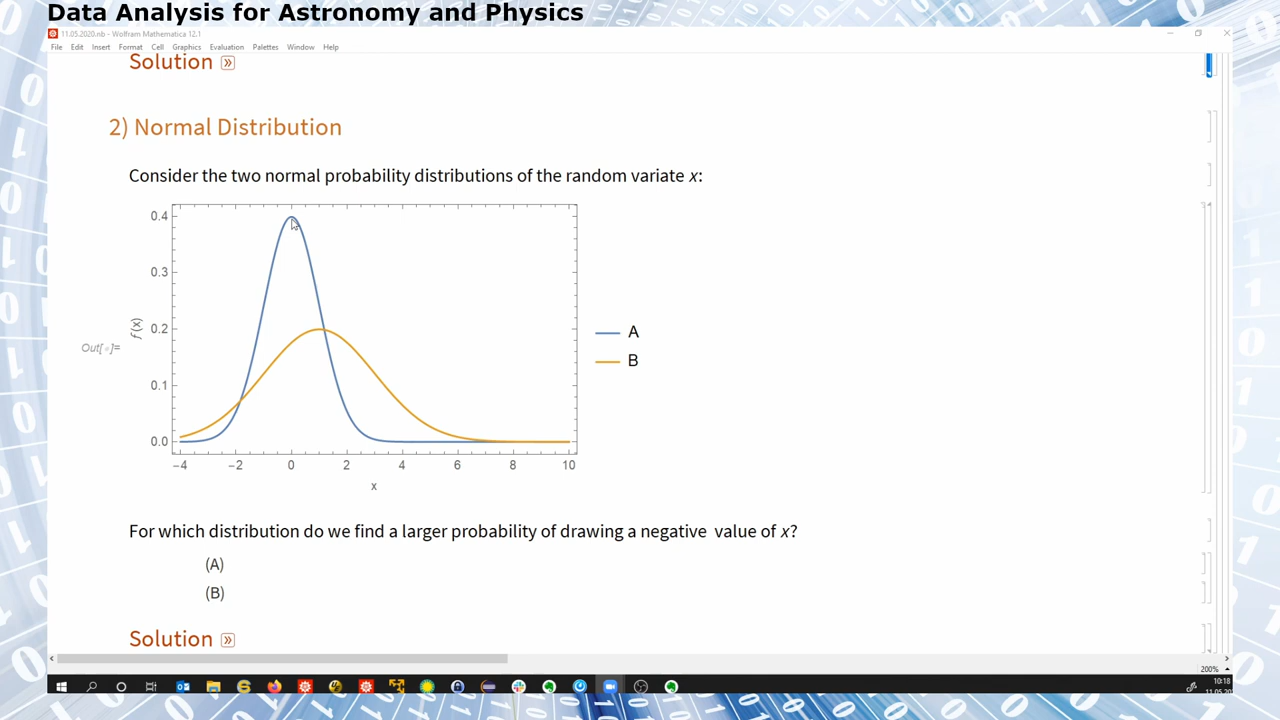 Data Analysis for Astronomy and Physics
11.05.2020.nb - Wolfram Mathematica 12.1
File Edit Insert Format Cell Graphics Evaluation Palettes Window Help
Solution
2) Normal Distribution
Consider the two normal probability distributions of the random variate x:
0.4
0.3
0.2
0.1
0.0
f(x)
Out[ ]=
−4 −2 0 2 4 6 8 10
x
A
B
For which distribution do we find a larger probability of drawing a negative value of x?
(A)
(B)
Solution
200%
10:18